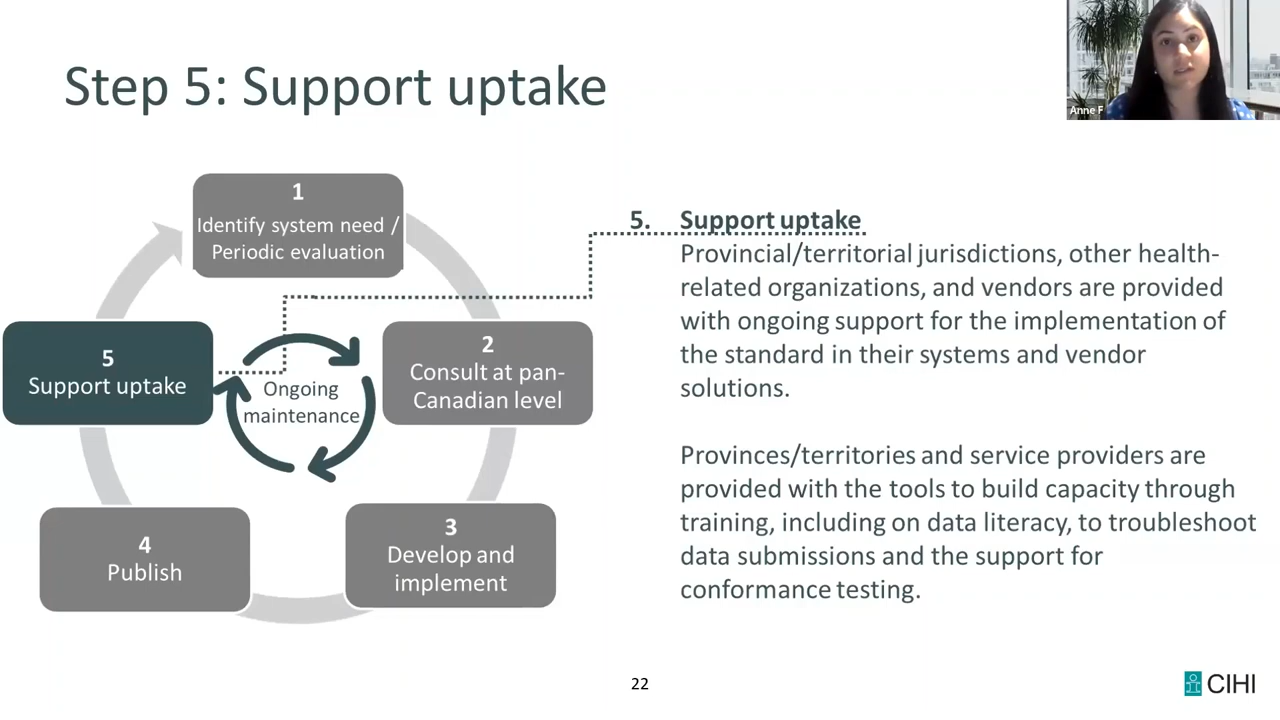 Step 5: Support uptake
Anne F
1
Identify system need /
Periodic evaluation
2
Consult at pan-
Canadian level
3
Develop and
implement
4
Publish
5
Support uptake
Ongoing
maintenance
5. Support uptake
Provincial/territorial jurisdictions, other health-
related organizations, and vendors are provided
with ongoing support for the implementation of
the standard in their systems and vendor
solutions.
Provinces/territories and service providers are
provided with the tools to build capacity through
training, including on data literacy, to troubleshoot
data submissions and the support for
conformance testing.
22
CIHI